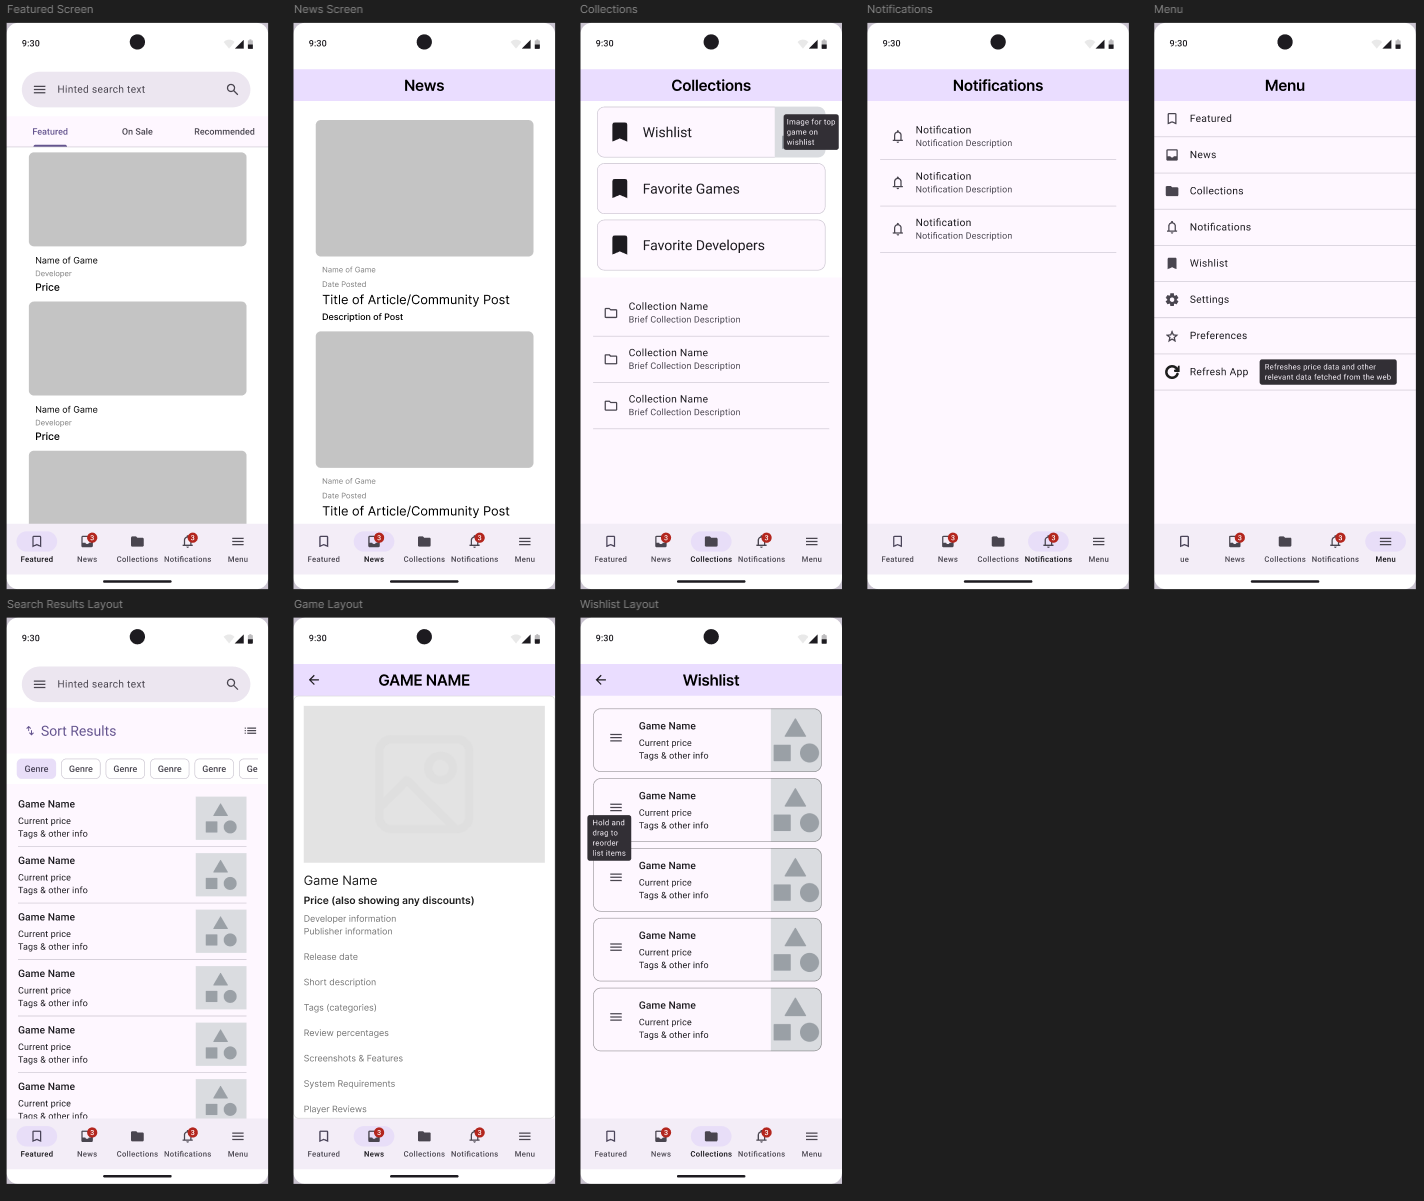 Featured Screen
9:30
Hinted search text
Featured
On Sale
Recommended
Name of Game
Developer
Price
Name of Game
Developer
Price
Featured
3
News
Collections
3
Notifications
Menu
News Screen
9:30
News
Name of Game
Date Posted
Title of Article/Community Post
Description of Post
Name of Game
Date Posted
Title of Article/Community Post
Featured
3
News
Collections
3
Notifications
Menu
Collections
9:30
Collections
Wishlist
Image for top
game on
wishlist
Favorite Games
Favorite Developers
Collection Name
Brief Collection Description
Collection Name
Brief Collection Description
Collection Name
Brief Collection Description
Featured
3
News
Collections
3
Notifications
Menu
Notifications
9:30
Notifications
Notification
Notification Description
Notification
Notification Description
Notification
Notification Description
Featured
3
News
Collections
3
Notifications
Menu
Menu
9:30
Menu
Featured
News
Collections
Notifications
Wishlist
Settings
Preferences
Refresh App
Refreshes price data and other
relevant data fetched from the web
ue
3
News
Collections
3
Notifications
Menu
Search Results Layout
9:30
Hinted search text
Sort Results
Genre
Genre
Genre
Genre
Genre
Ge
Game Name
Current price
Tags & other info
Game Name
Current price
Tags & other info
Game Name
Current price
Tags & other info
Game Name
Current price
Tags & other info
Game Name
Current price
Tags & other info
Game Name
Current price
Tags & other info
Featured
3
News
Collections
3
Notifications
Menu
Game Layout
9:30
GAME NAME
Game Name
Price (also showing any discounts)
Developer information
Publisher information
Release date
Short description
Tags (categories)
Review percentages
Screenshots & Features
System Requirements
Player Reviews
Featured
3
News
Collections
3
Notifications
Menu
Wishlist Layout
9:30
Wishlist
Game Name
Current price
Tags & other info
Game Name
Current price
Tags & other info
Hold and
drag to
reorder
list items
Game Name
Current price
Tags & other info
Game Name
Current price
Tags & other info
Game Name
Current price
Tags & other info
Featured
3
News
Collections
3
Notifications
Menu